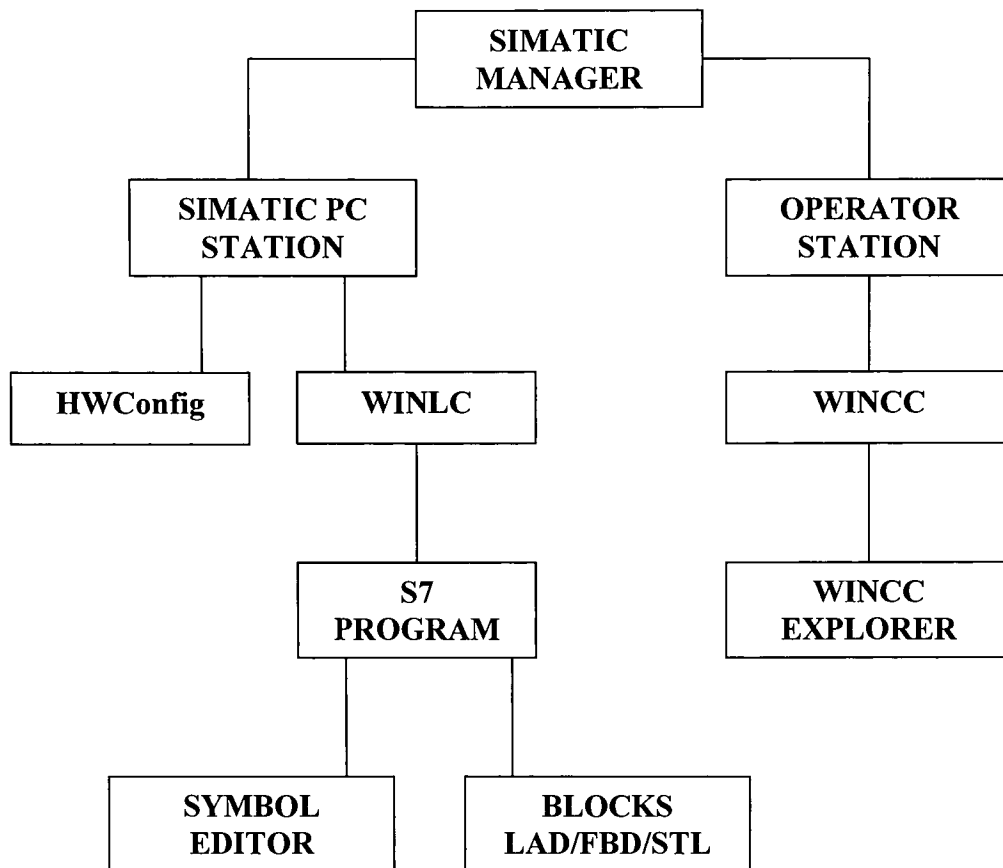 SIMATIC
MANAGER
SIMATIC PC
STATION
OPERATOR
STATION
HWConfig
WINLC
WINCC
S7
PROGRAM
WINCC
EXPLORER
SYMBOL
EDITOR
BLOCKS
LAD/FBD/STL